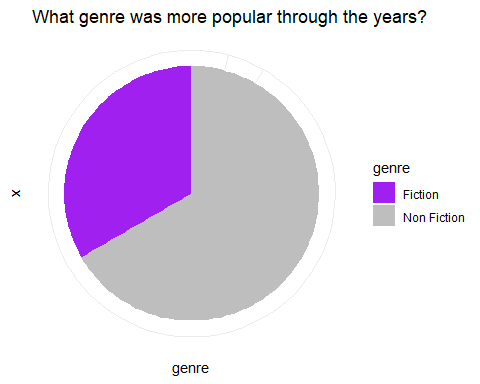 What genre was more popular through the years?
x
genre
Fiction
Non Fiction
genre